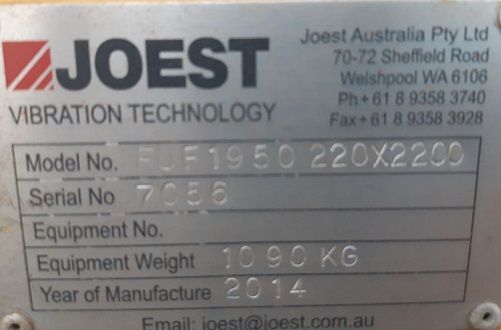 JOEST
VIBRATION TECHNOLOGY
Joest Australia Pty Ltd
70-72 Sheffield Road
Welshpool WA 6106
Ph+61 8 9358 3740
Fax+61 8 9358 3928
Model No. FUF1950 220X2200
Serial No 7056
Equipment No.
Equipment Weight 1090 KG
Year of Manufacture 2014
Email: joest@joest.com.au